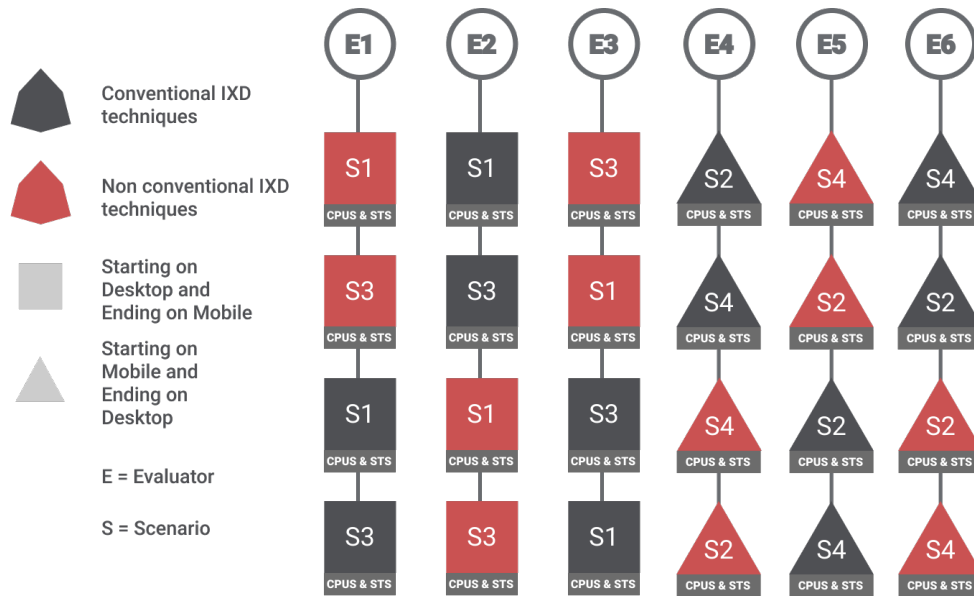 E1 E2 E3 E4 E5 E6
Conventional IXD
techniques
Non conventional IXD
techniques
Starting on
Desktop and
Ending on Mobile
Starting on
Mobile and
Ending on
Desktop
E = Evaluator
S = Scenario
S1 S1 S3 S2 S4 S4
CPUS & STS CPUS & STS CPUS & STS CPUS & STS CPUS & STS CPUS & STS
S3 S3 S1 S4 S2 S2
CPUS & STS CPUS & STS CPUS & STS CPUS & STS CPUS & STS CPUS & STS
S1 S1 S3 S4 S2 S2
CPUS & STS CPUS & STS CPUS & STS CPUS & STS CPUS & STS CPUS & STS
S3 S3 S1 S2 S4 S4
CPUS & STS CPUS & STS CPUS & STS CPUS & STS CPUS & STS CPUS & STS